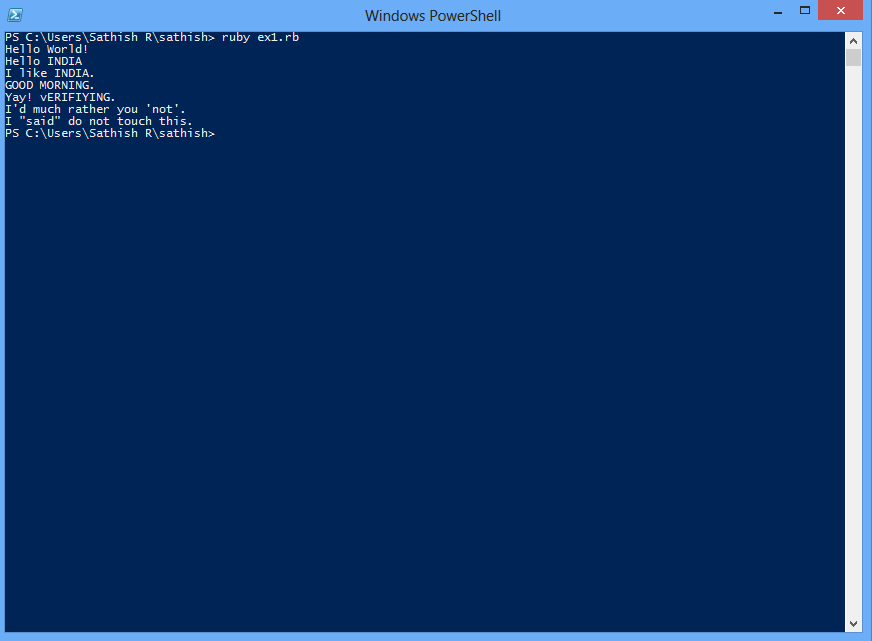 Windows PowerShell
PS C:\Users\Sathish R\sathish> ruby ex1.rb
Hello World!
Hello INDIA
I like INDIA.
GOOD MORNING.
Yay! vERIFIYING.
I'd much rather you 'not'.
I "said" do not touch this.
PS C:\Users\Sathish R\sathish>